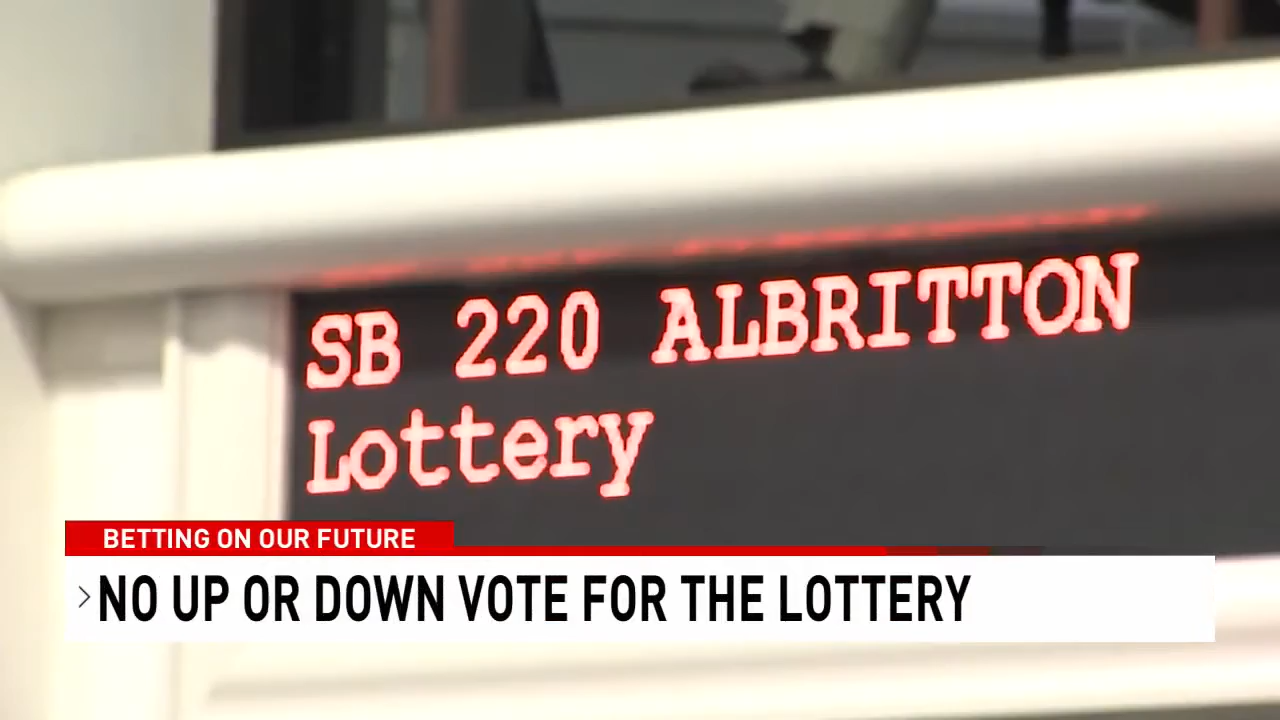 SB 220 ALBRITTON
Lottery
BETTING ON OUR FUTURE
NO UP OR DOWN VOTE FOR THE LOTTERY